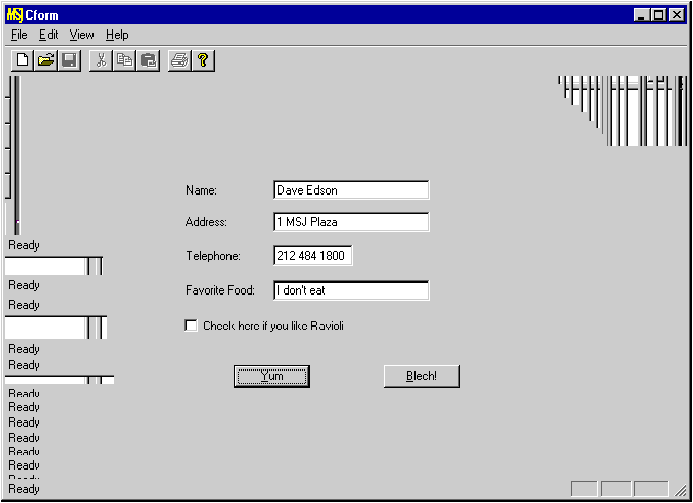 MSJ Cform
File Edit View Help
Name: Dave Edson
Address: 1 MSJ Plaza
Ready
Telephone: 212 484 1800
Ready
Favorite Food: I don't eat
Ready
Check here if you like Ravioli
Ready
Ready
Yum Blech!
Ready
Ready
Ready
Ready
Ready
Ready
Ready